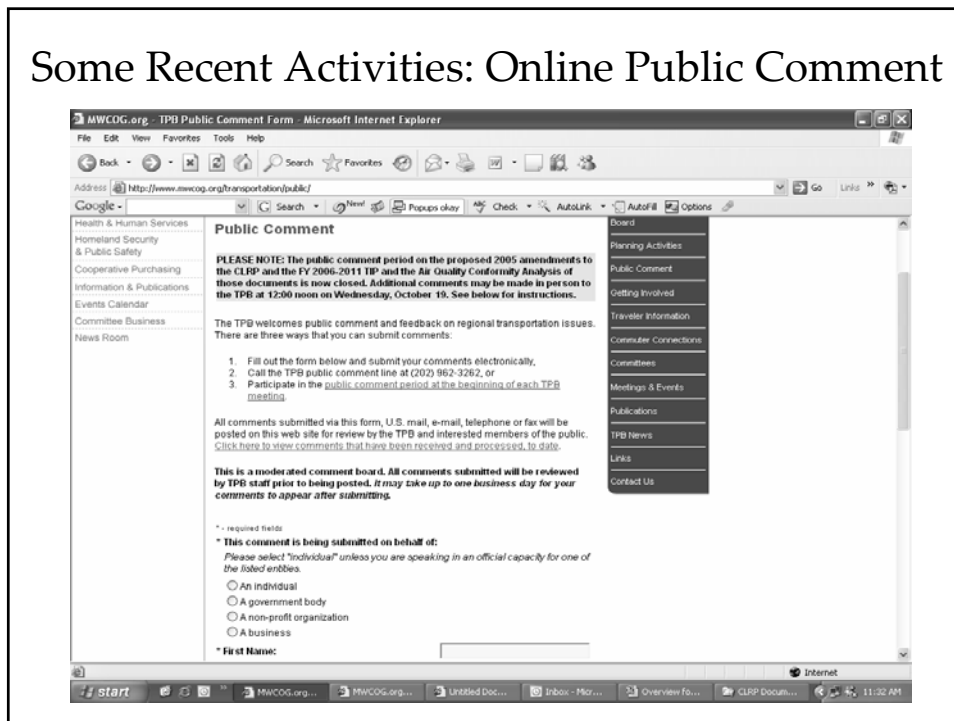 Some Recent Activities: Online Public Comment
MWCOG.org - TPB Public Comment Form - Microsoft Internet Explorer
File Edit View Favorites Tools Help
Back Search Favorites
Address http://www.mwcog.org/transportation/public/ Go Links »
Google - Search New! Popups okay ABC Check AutoLink AutoFill Options
Health & Human Services
Homeland Security
& Public Safety
Cooperative Purchasing
Information & Publications
Events Calendar
Committee Business
News Room
Public Comment
PLEASE NOTE: The public comment period on the proposed 2005 amendments to
the CLRP and the FY 2006-2011 TIP and the Air Quality Conformity Analysis of
those documents is now closed. Additional comments may be made in person to
the TPB at 12:00 noon on Wednesday, October 19. See below for instructions.
The TPB welcomes public comment and feedback on regional transportation issues.
There are three ways that you can submit comments:
1. Fill out the form below and submit your comments electronically,
2. Call the TPB public comment line at (202) 962-3262, or
3. Participate in the public comment period at the beginning of each TPB
meeting.
All comments submitted via this form, U.S. mail, e-mail, telephone or fax will be
posted on this web site for review by the TPB and interested members of the public.
Click here to view comments that have been received and processed, to date.
This is a moderated comment board. All comments submitted will be reviewed
by TPB staff prior to being posted. It may take up to one business day for your
comments to appear after submitting.
* - required fields
* This comment is being submitted on behalf of:
Please select "individual" unless you are speaking in an official capacity for one of
the listed entities.
An individual
A government body
A non-profit organization
A business
* First Name:
Board
Planning Activities
Public Comment
Getting Involved
Traveler Information
Commuter Connections
Committees
Meetings & Events
Publications
TPB News
Links
Contact Us
Internet
start » MWCOG.org... MWCOG.org... Untitled Doc... Inbox - Micr... Overview fo... CLRP Docum... 11:32 AM